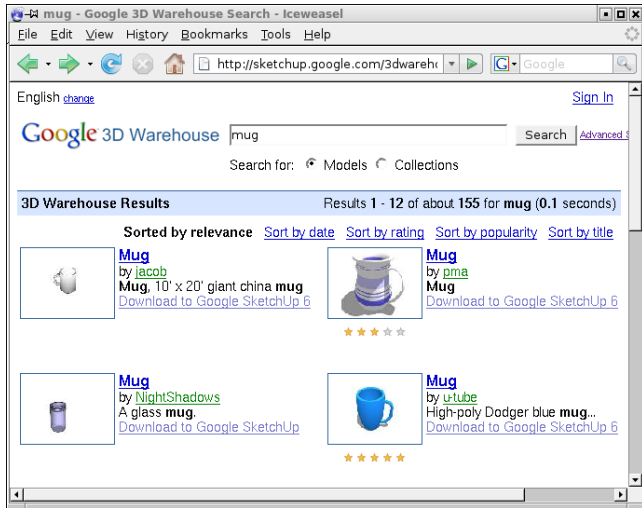 mug - Google 3D Warehouse Search - Iceweasel
File Edit View History Bookmarks Tools Help
http://sketchup.google.com/3dwareh G Google
English change Sign In
Google 3D Warehouse mug Search Advanced
Search for: Models Collections
3D Warehouse Results Results 1 - 12 of about 155 for mug (0.1 seconds)
Sorted by relevance Sort by date Sort by rating Sort by popularity Sort by title
Mug
by jacob
Mug, 10' x 20' giant china mug
Download to Google SketchUp 6
Mug
by pma
Mug
Download to Google SketchUp 6
Mug
by NightShadows
A glass mug.
Download to Google SketchUp
Mug
by u-tube
High-poly Dodger blue mug...
Download to Google SketchUp 6